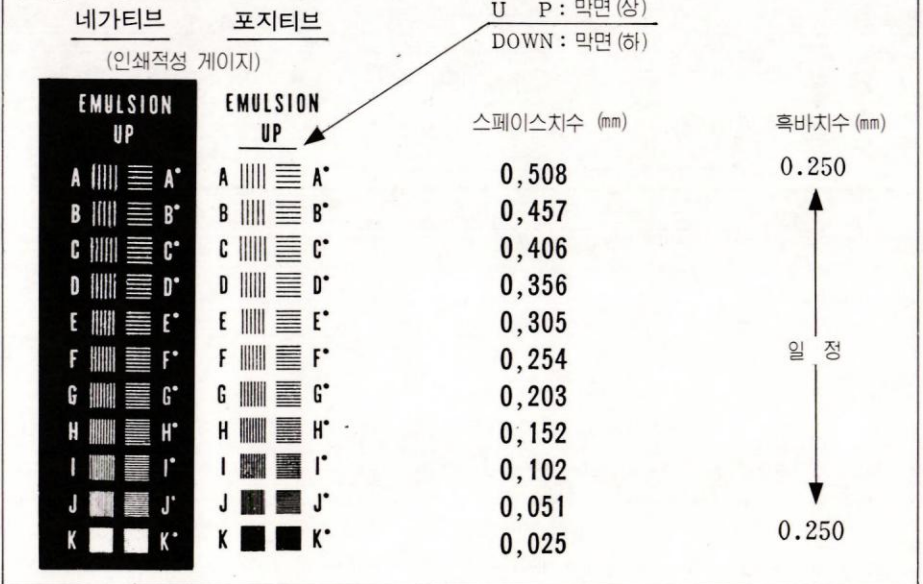 네가티브 포지티브 U P : 막면 (상)
DOWN : 막면 (하)
(인쇄적성 게이지)
EMULSION UP EMULSION UP
스페이스치수 (mm) 흑바치수 (mm)
A A• A A• 0,508 0.250
B B• B B• 0,457
C C• C C• 0,406
D D• D D• 0,356
E E• E E• 0,305
F F• F F• 0,254 일 정
G G• G G• 0,203
H H• H H• 0,152
I I• I I• 0,102
J J• J J• 0,051
K K• K K• 0,025 0.250